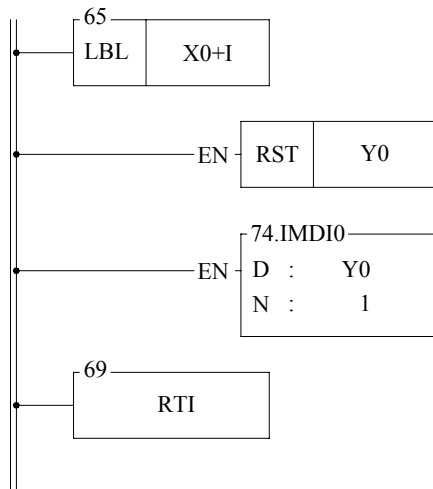 65
LBL X0+I
EN RST Y0
74.IMDI0
EN D : Y0
N : 1
69
RTI